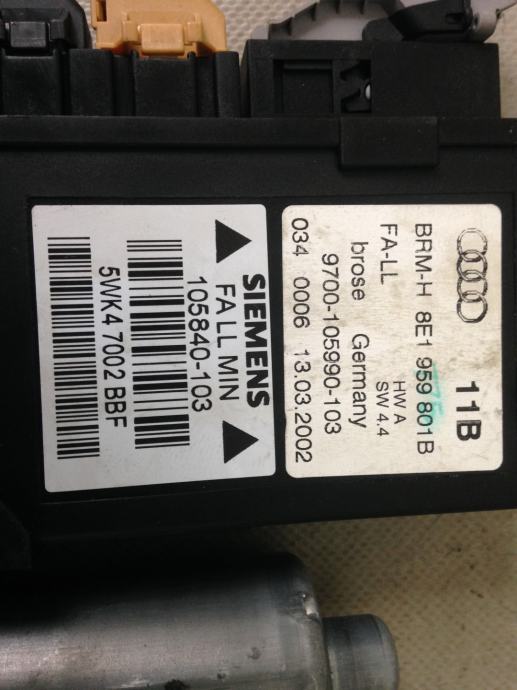 11B
BRM-H 8E1 959 801B
HW A
FA-LL SW 4.4
brose Germany
9700-105990-103
034 0006 13.03.2002
SIEMENS
FA LL MIN
105840-103
5WK4 7002 BBF